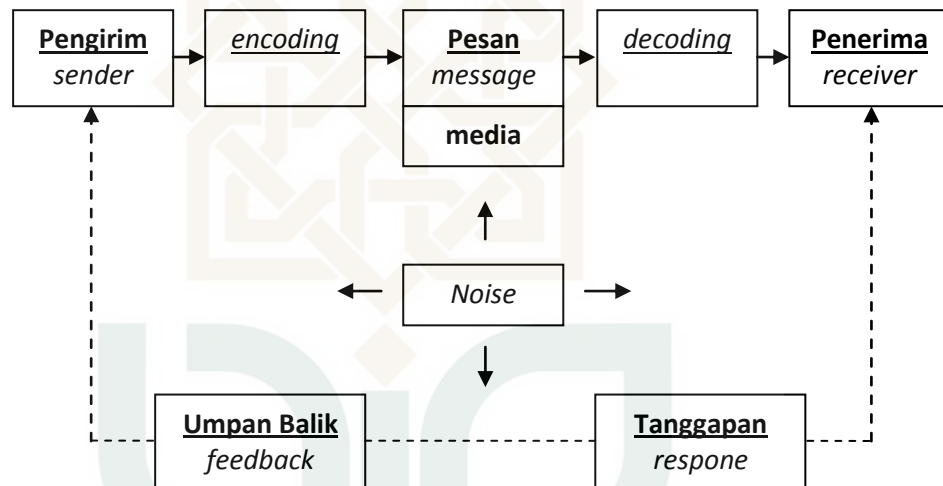 Pengirim
sender
encoding
Pesan
message
decoding
Penerima
receiver
media
Noise
Umpan Balik
feedback
Tanggapan
respone